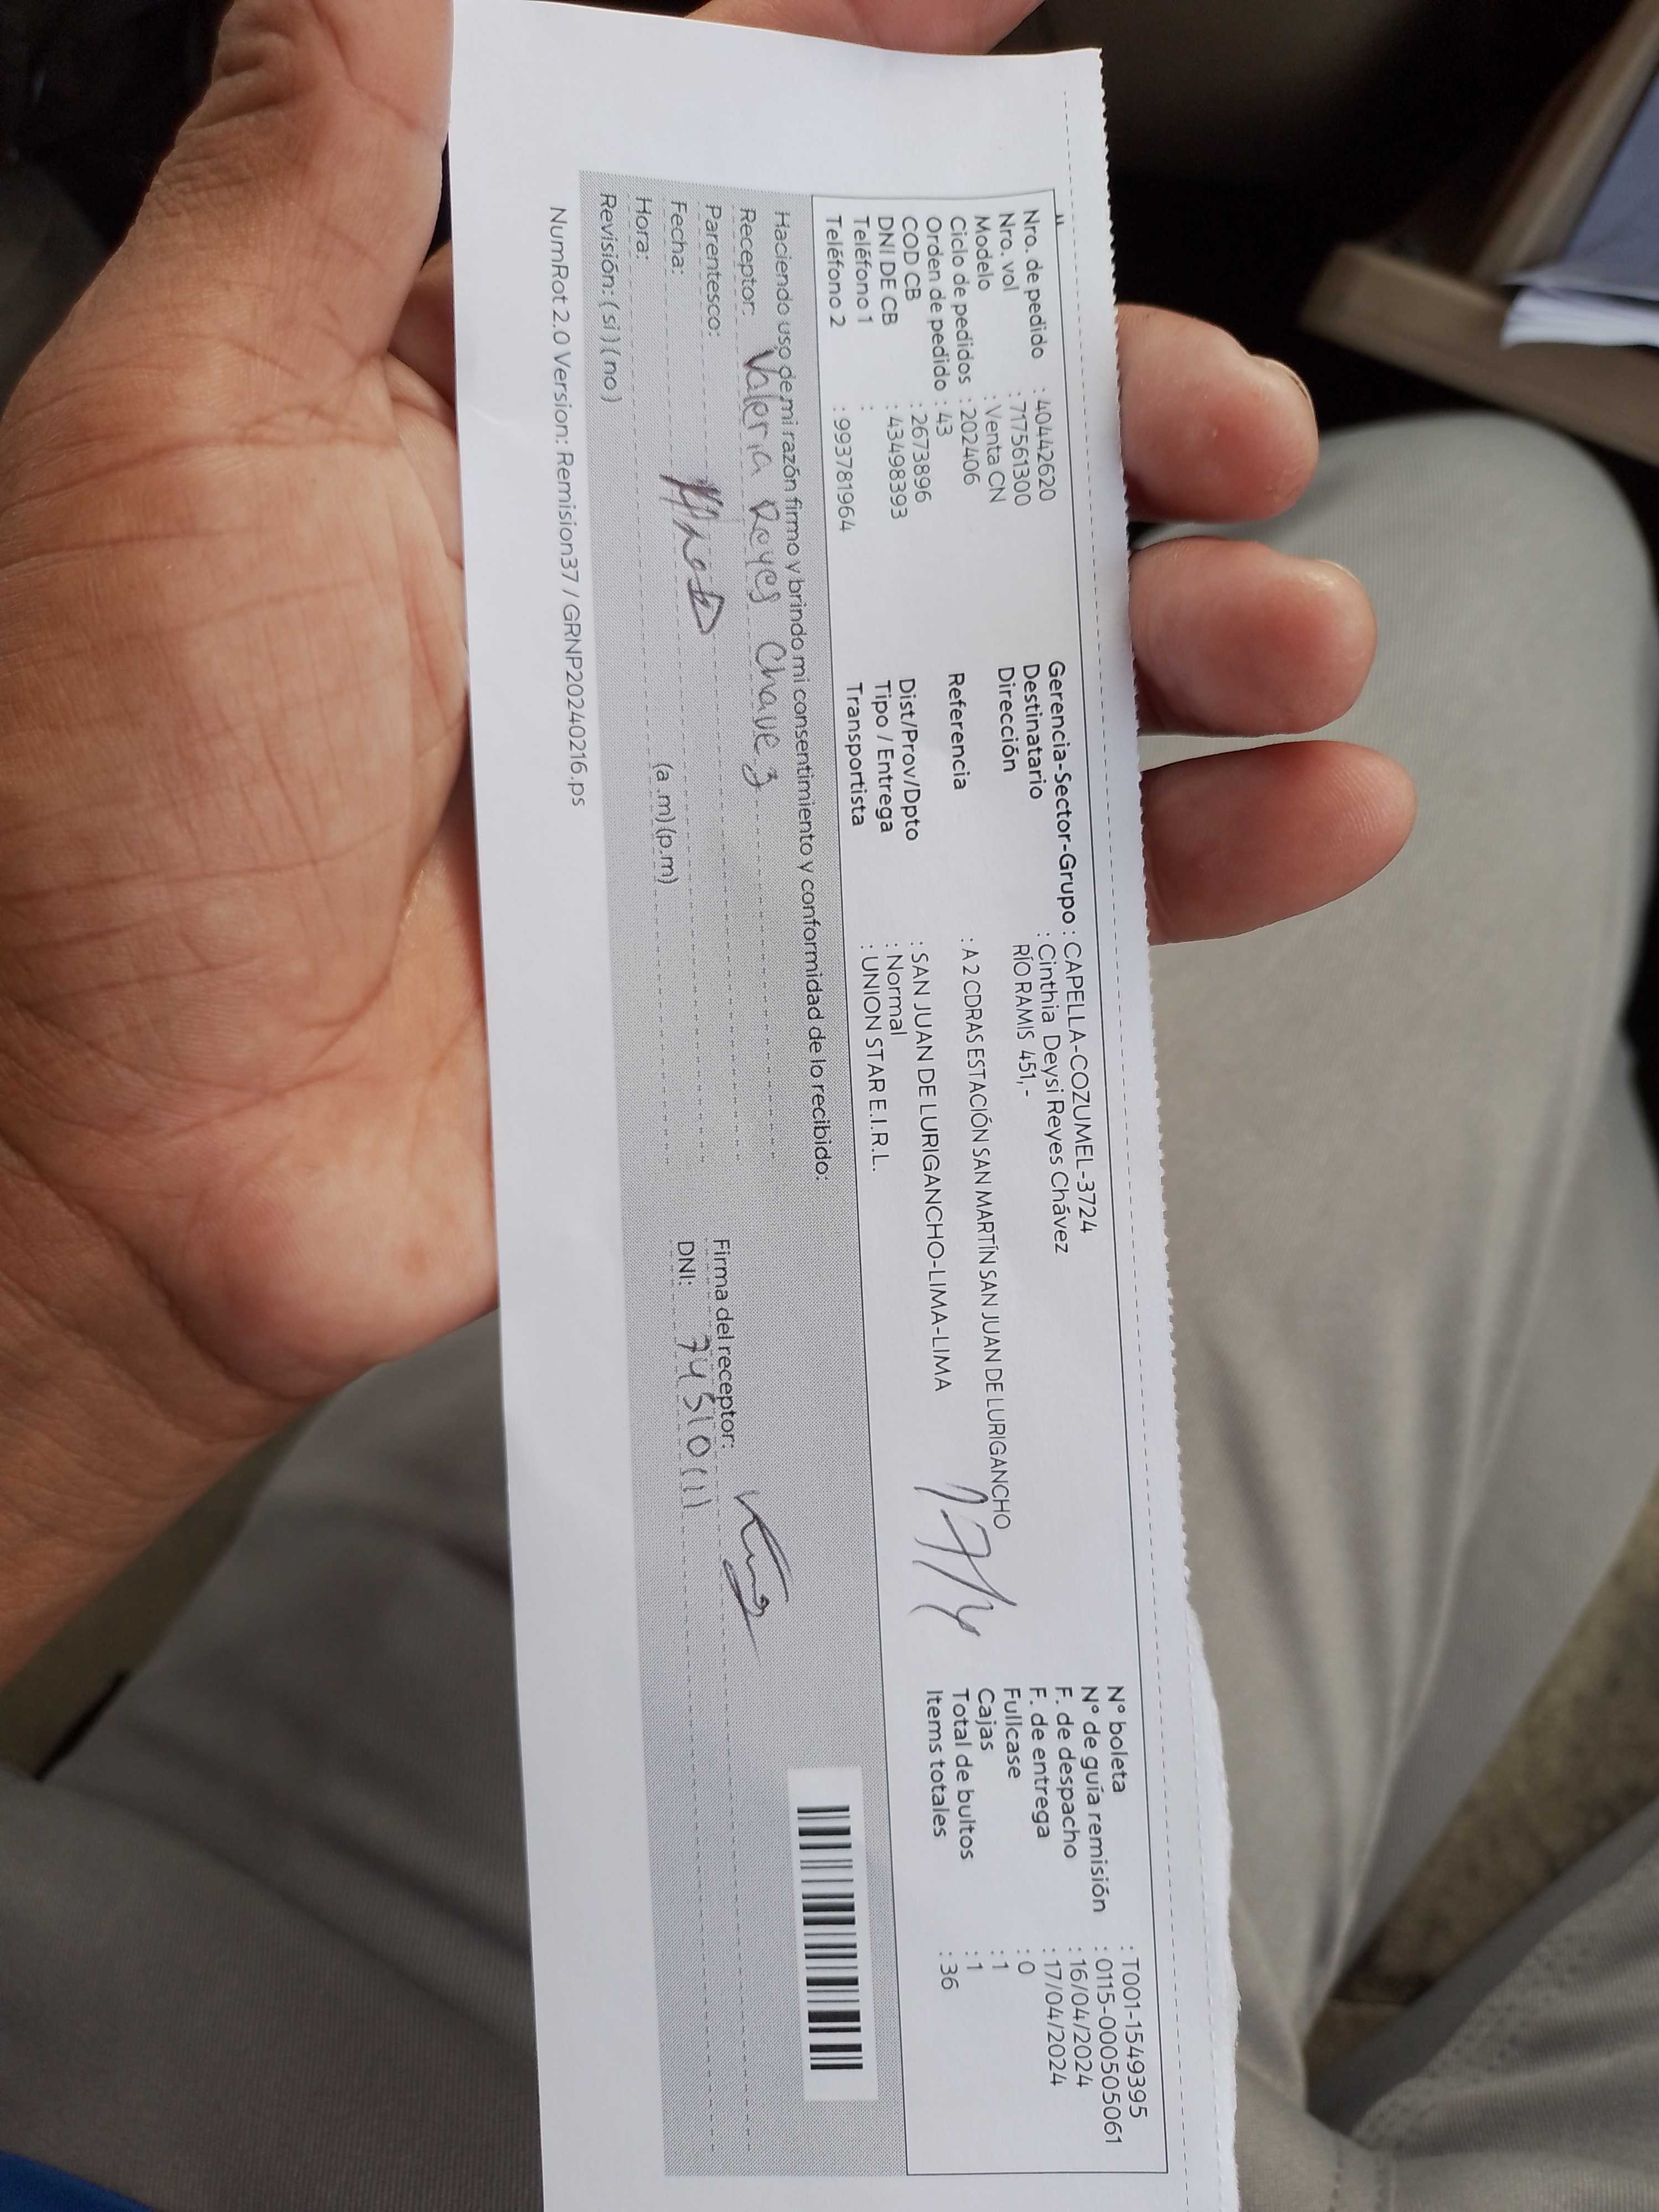 Nro. de pedido : 40442620
Nro. vol : 717561300
Modelo : Venta CN
Ciclo de pedidos : 202406
Orden de pedido : 43
COD CB : 2673896
DNI DE CB : 43498393
Teléfono 1 :
Teléfono 2 : 993781964
Gerencia-Sector-Grupo : CAPELLA-COZUMEL-3724
Destinatario : Cinthia Deysi Reyes Chávez
Dirección RÍO RAMIS 451,-
Referencia : A 2 CDRAS ESTACIÓN SAN MARTÍN SAN JUAN DE LURIGANCHO
Dist/Prov/Dpto : SAN JUAN DE LURIGANCHO-LIMA-LIMA
Tipo / Entrega : Normal
Transportista : UNION STAR E.I.R.L.
N° boleta : T001-1549395
N° de guía remisión : 0115-000505061
F. de despacho : 16/04/2024
F. de entrega : 17/04/2024
Fullcase : 0
Cajas : 1
Total de bultos : 1
Items totales : 36
Haciendo uso de mi razón firmo y brindo mi consentimiento y conformidad de lo recibido:
Receptor: Valeria Reyes Chavez
Parentesco:
Fecha:
Hora: (a.m)(p.m)
Revisión: (si) (no)
Firma del receptor:
DNI: 74510111
NumRot 2.0 Version: Remision37 / GRNP20240216.ps